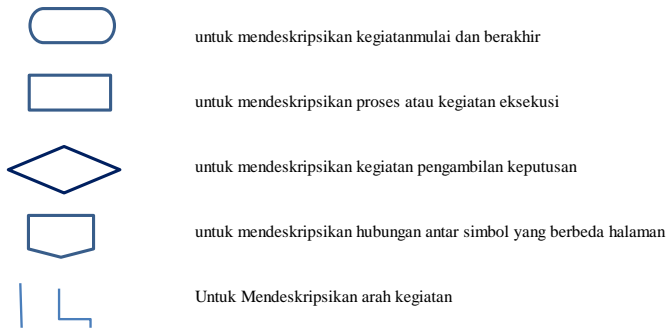 untuk mendeskripsikan kegiatanmulai dan berakhir
untuk mendeskripsikan proses atau kegiatan eksekusi
untuk mendeskripsikan kegiatan pengambilan keputusan
untuk mendeskripsikan hubungan antar simbol yang berbeda halaman
Untuk Mendeskripsikan arah kegiatan